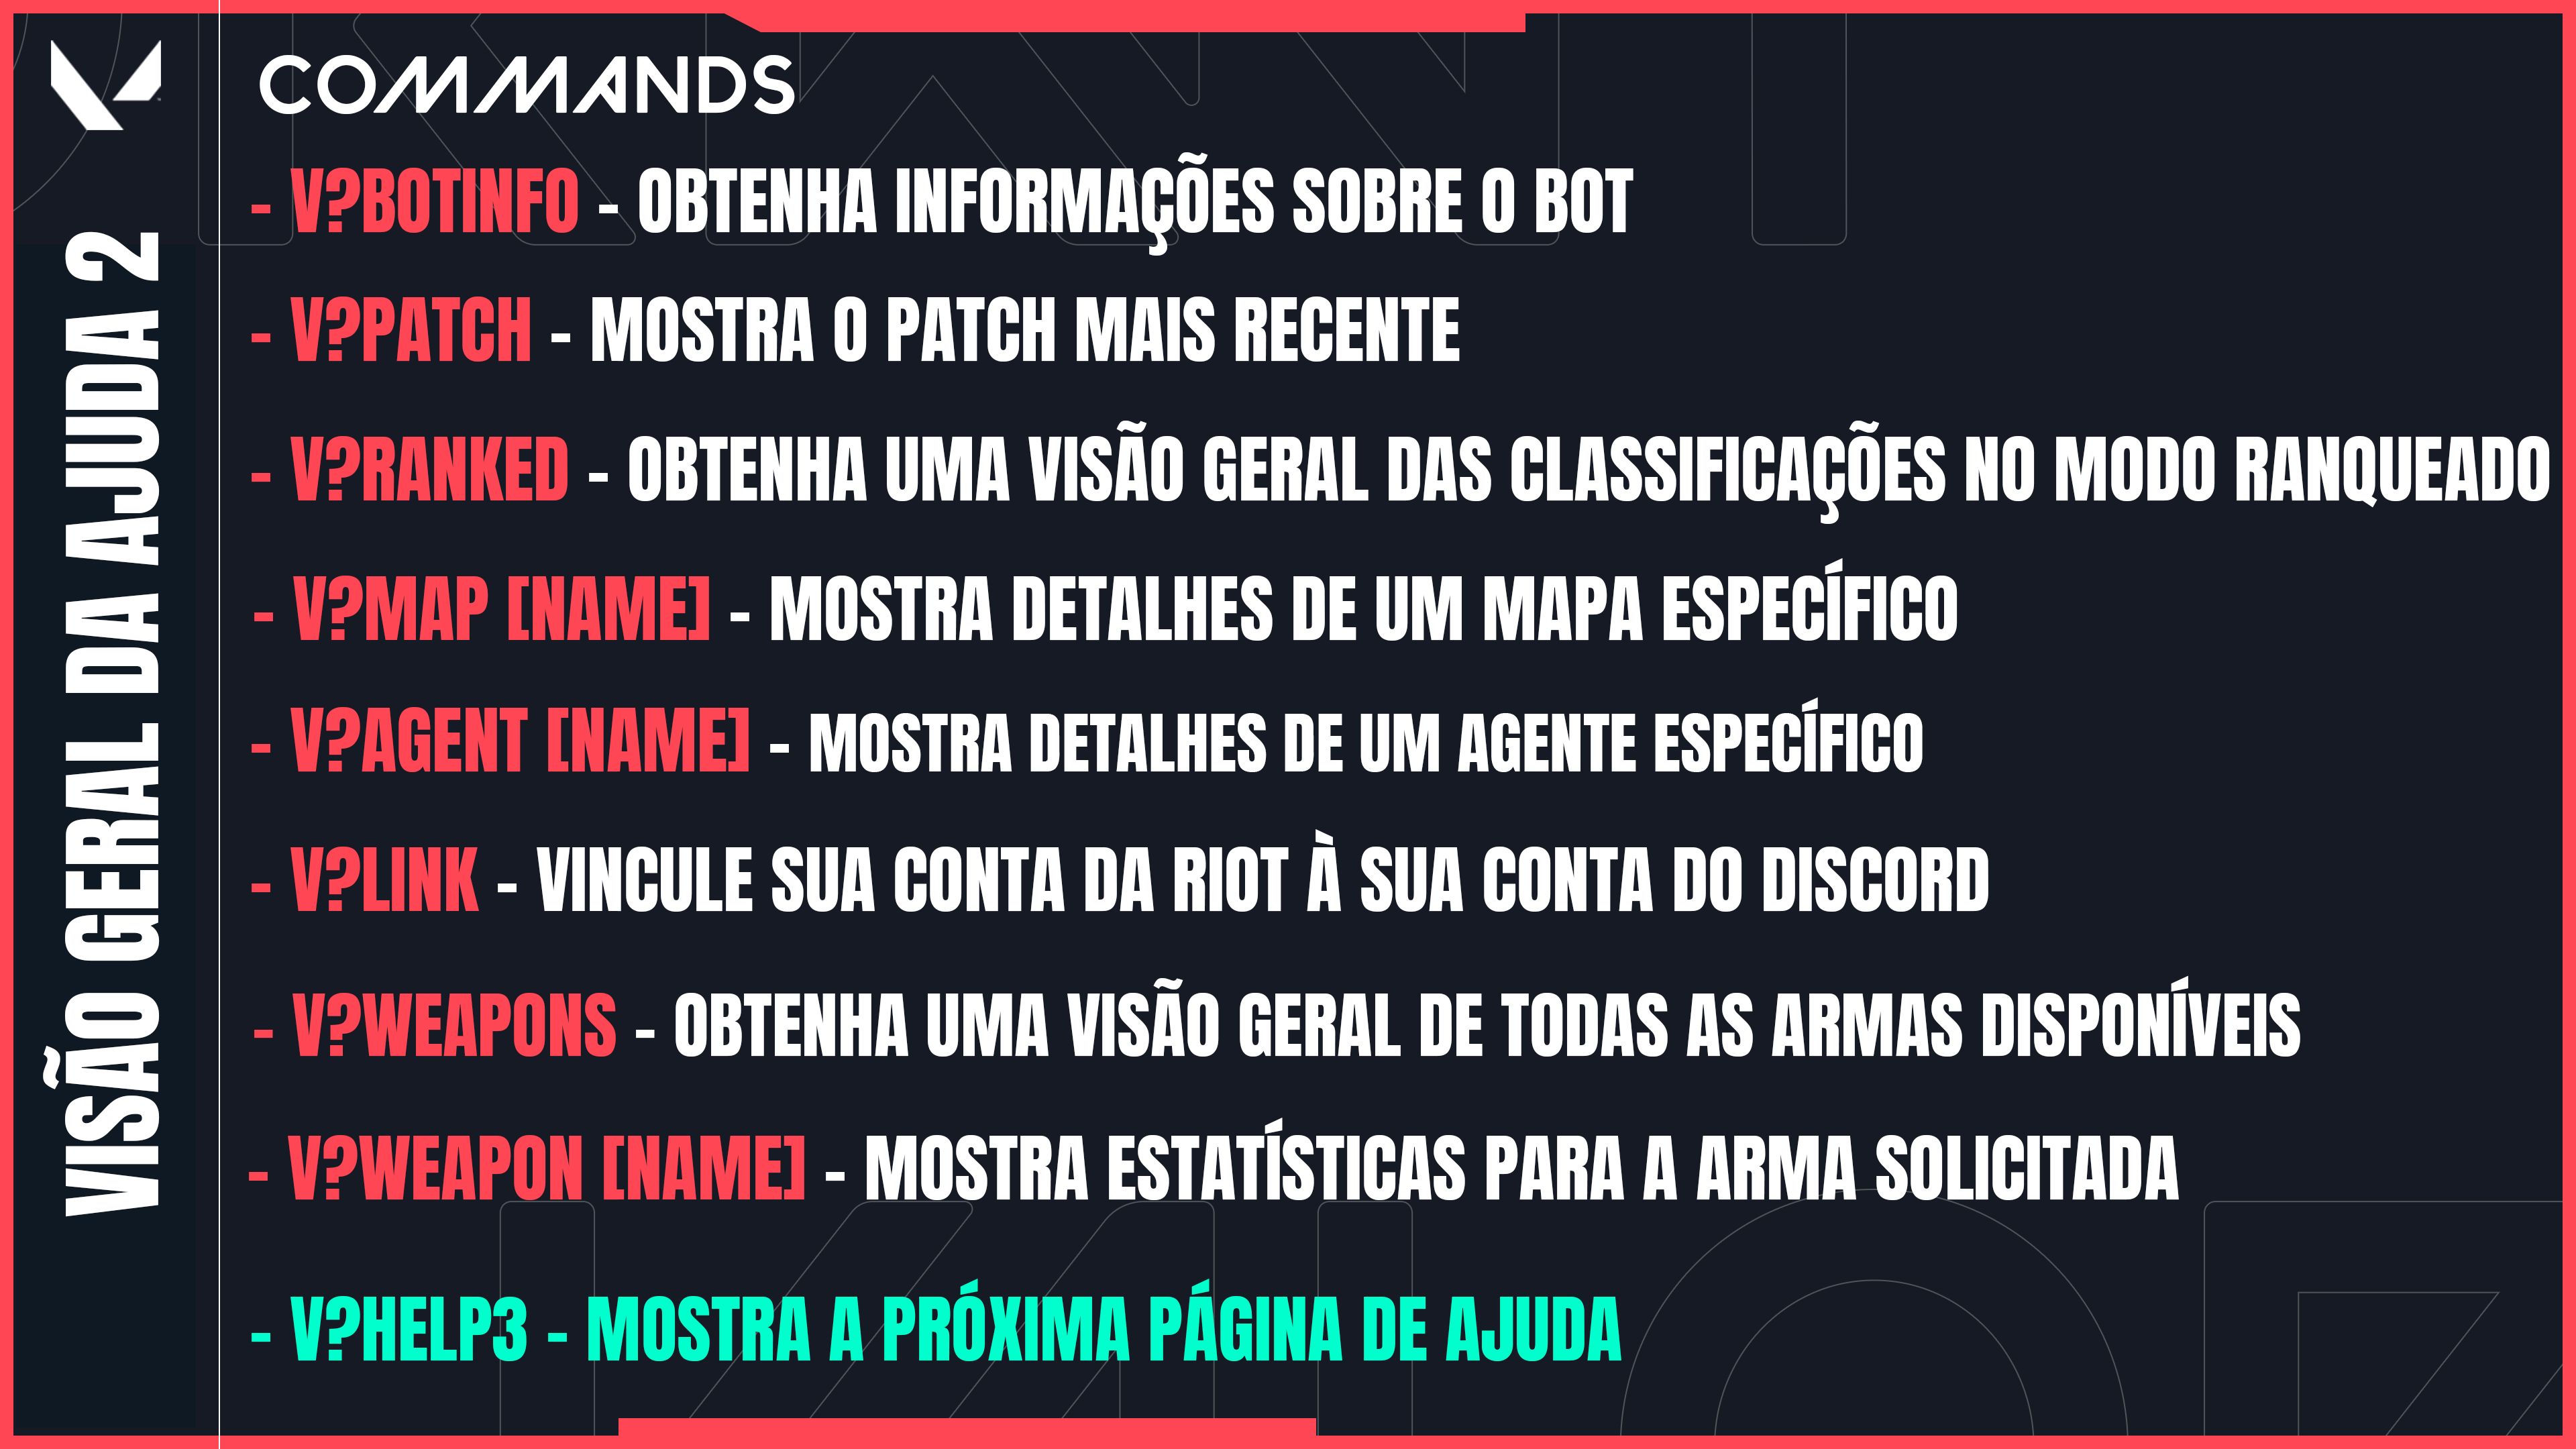 COMMANDS
- V?BOTINFO - OBTENHA INFORMAÇÕES SOBRE O BOT
- V?PATCH - MOSTRA O PATCH MAIS RECENTE
- V?RANKED - OBTENHA UMA VISÃO GERAL DAS CLASSIFICAÇÕES NO MODO RANQUEADO
- V?MAP [NAME] - MOSTRA DETALHES DE UM MAPA ESPECÍFICO
- V?AGENT [NAME] - MOSTRA DETALHES DE UM AGENTE ESPECÍFICO
- V?LINK - VINCULE SUA CONTA DA RIOT À SUA CONTA DO DISCORD
- V?WEAPONS - OBTENHA UMA VISÃO GERAL DE TODAS AS ARMAS DISPONÍVEIS
- V?WEAPON [NAME] - MOSTRA ESTATÍSTICAS PARA A ARMA SOLICITADA
- V?HELP3 - MOSTRA A PRÓXIMA PÁGINA DE AJUDA
VISÃO GERAL DA AJUDA 2